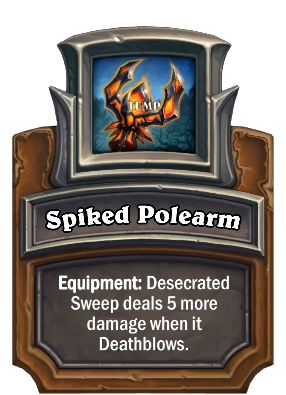 TEMP
Spiked Polearm
Equipment: Desecrated
Sweep deals 5 more
damage when it
Deathblows.